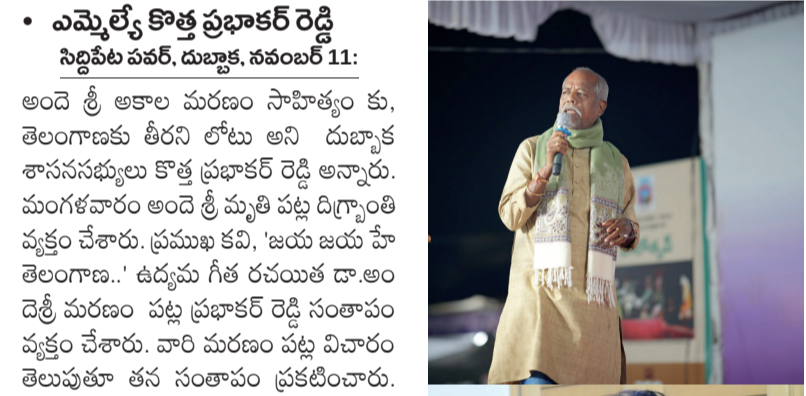 • ఎమ్మెల్యే కొత్త ప్రభాకర్ రెడ్డి
సిద్దిపేట పవర్, దుబ్బాక, నవంబర్ 11:
అందె శ్రీ అకాల మరణం సాహిత్యం కు,
తెలంగాణకు తీరని లోటు అని దుబ్బాక
శాసనసభ్యులు కొత్త ప్రభాకర్ రెడ్డి అన్నారు.
మంగళవారం అందె శ్రీ మృతి పట్ల దిగ్భ్రాంతి
వ్యక్తం చేశారు. ప్రముఖ కవి, 'జయ జయ హే
తెలంగాణ..' ఉద్యమ గీత రచయిత డా.అం
దెశ్రీ మరణం పట్ల ప్రభాకర్ రెడ్డి సంతాపం
వ్యక్తం చేశారు. వారి మరణం పట్ల విచారం
తెలుపుతూ తన సంతాపం ప్రకటించారు.